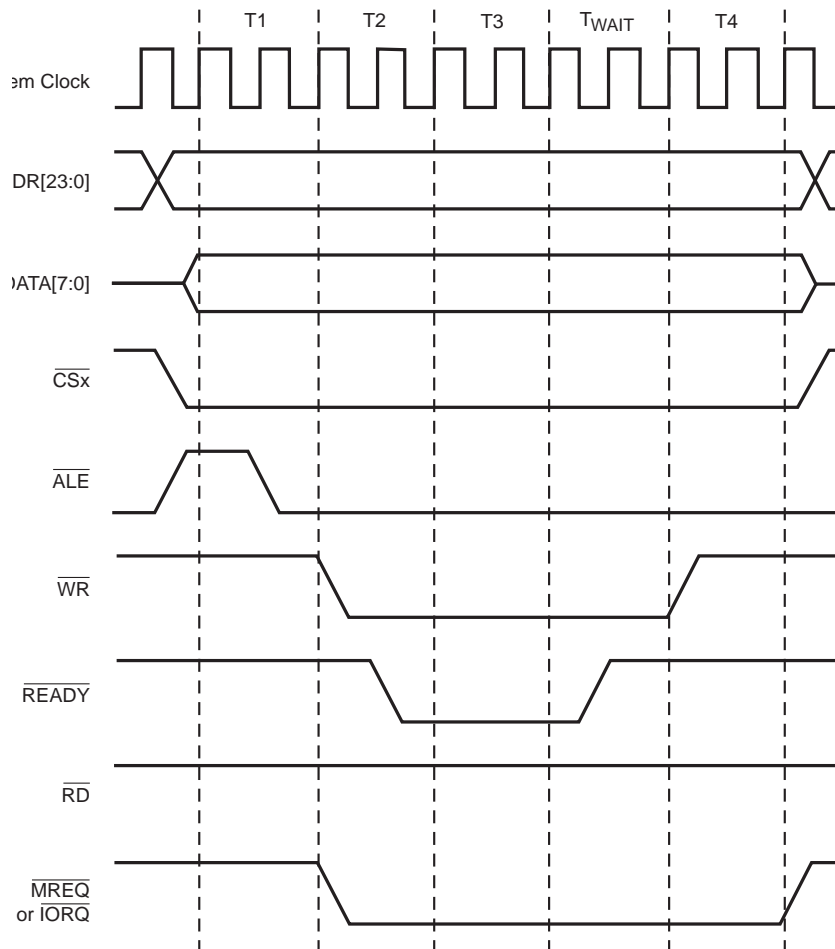 T1 T2 T3 TWAIT T4
em Clock
DR[23:0]
DATA[7:0]
CSx
ALE
WR
READY
RD
MREQ
or IORQ